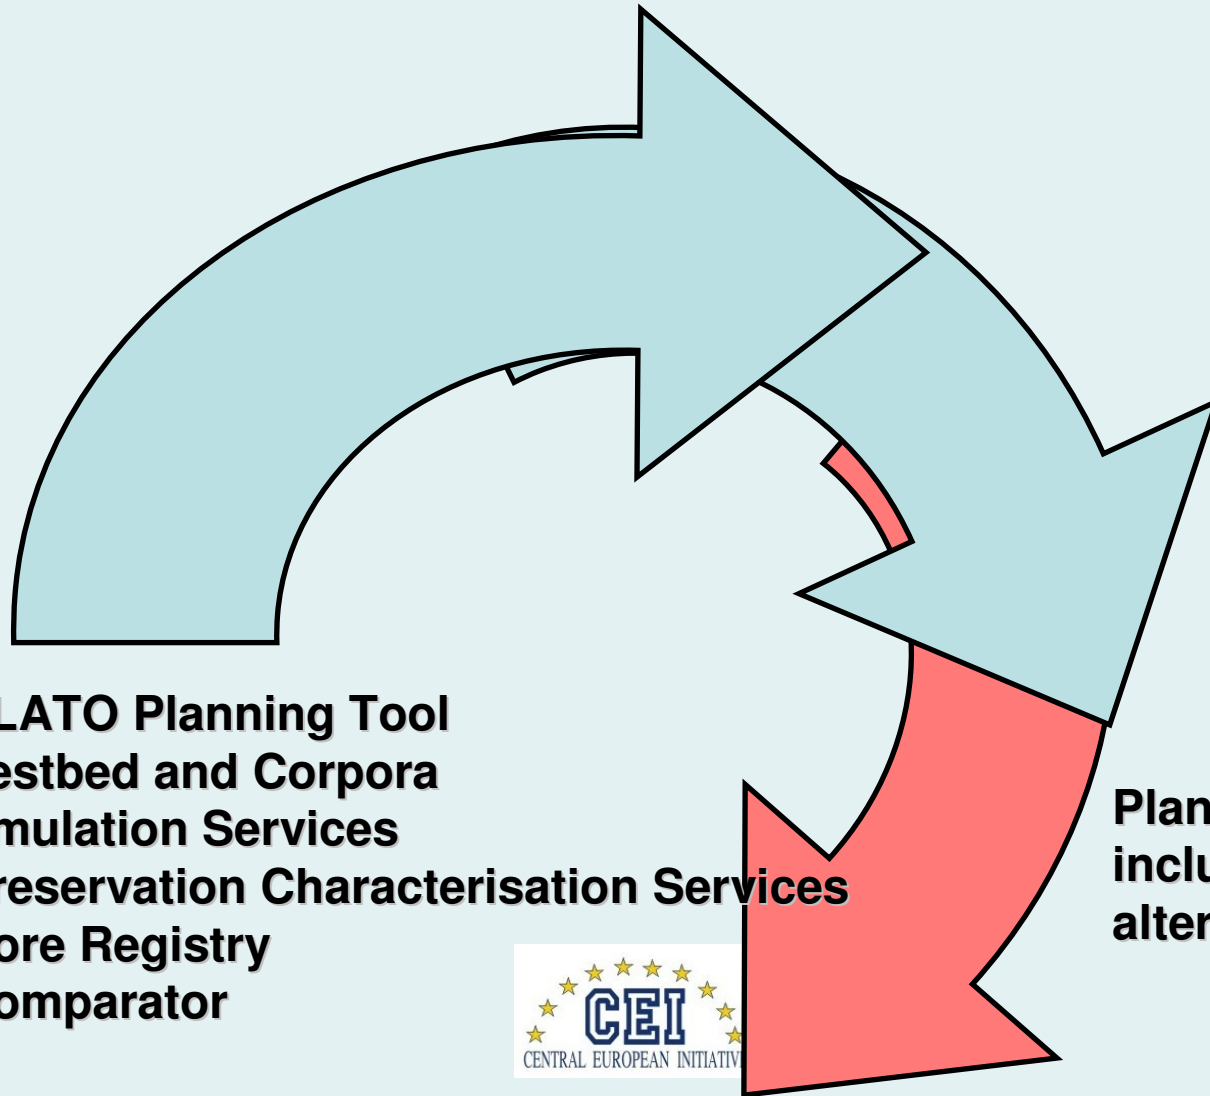 LATO Planning Tool
estbed and Corpora
mulation Services
reservation Characterisation Services
ore Registry
omparator
Plan
inclu
alter
CEI
CENTRAL EUROPEAN INITIATIV